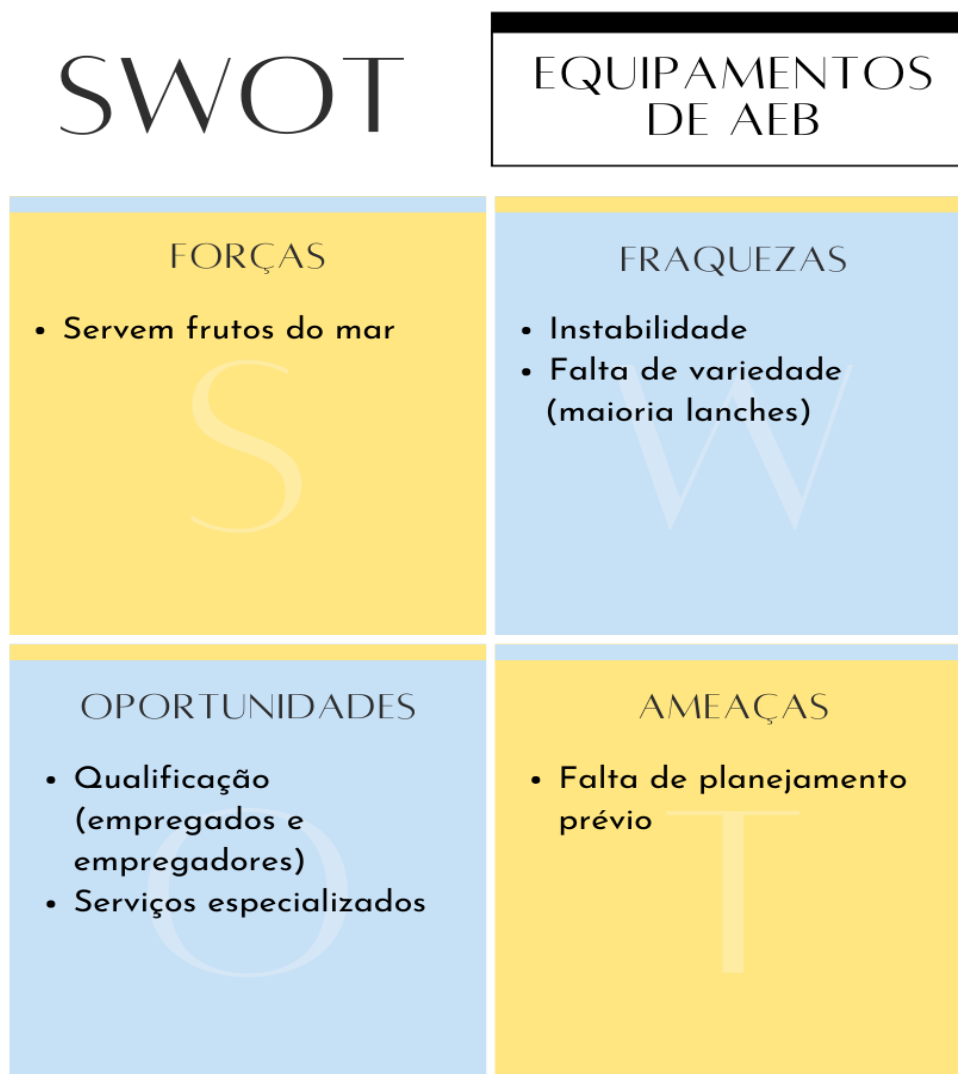 SWOT
EQUIPAMENTOS
DE AEB
FORÇAS
• Servem frutos do mar
S
FRAQUEZAS
• Instabilidade
• Falta de variedade
(maioria lanches)
W
OPORTUNIDADES
• Qualificação
(empregados e
empregadores)
• Serviços especializados
O
AMEAÇAS
• Falta de planejamento
prévio
T